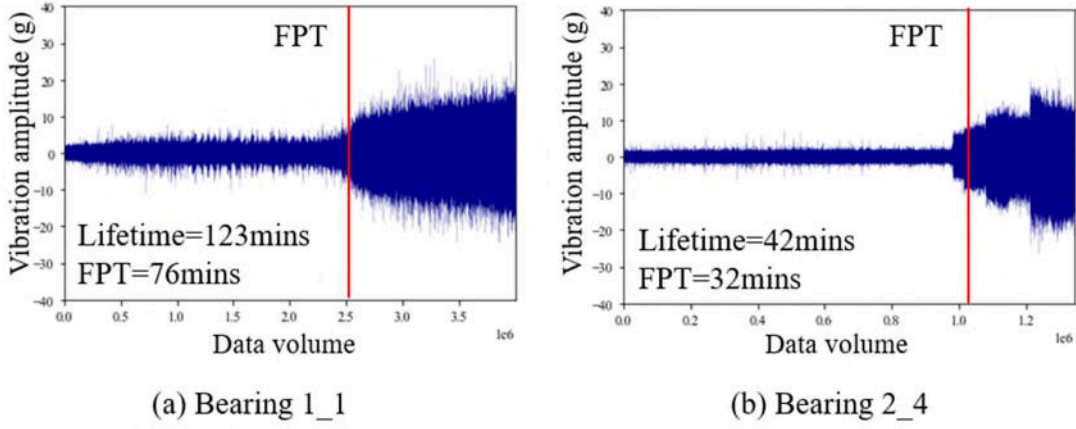 40
30
20
10
0
−10
−20
−30
−40
Vibration amplitude (g)
FPT
Lifetime=123mins
FPT=76mins
0.0 0.5 1.0 1.5 2.0 2.5 3.0 3.5
1e6
Data volume
(a) Bearing 1_1
40
30
20
10
0
−10
−20
−30
−40
Vibration amplitude (g)
FPT
Lifetime=42mins
FPT=32mins
0.0 0.2 0.4 0.6 0.8 1.0 1.2
1e6
Data volume
(b) Bearing 2_4